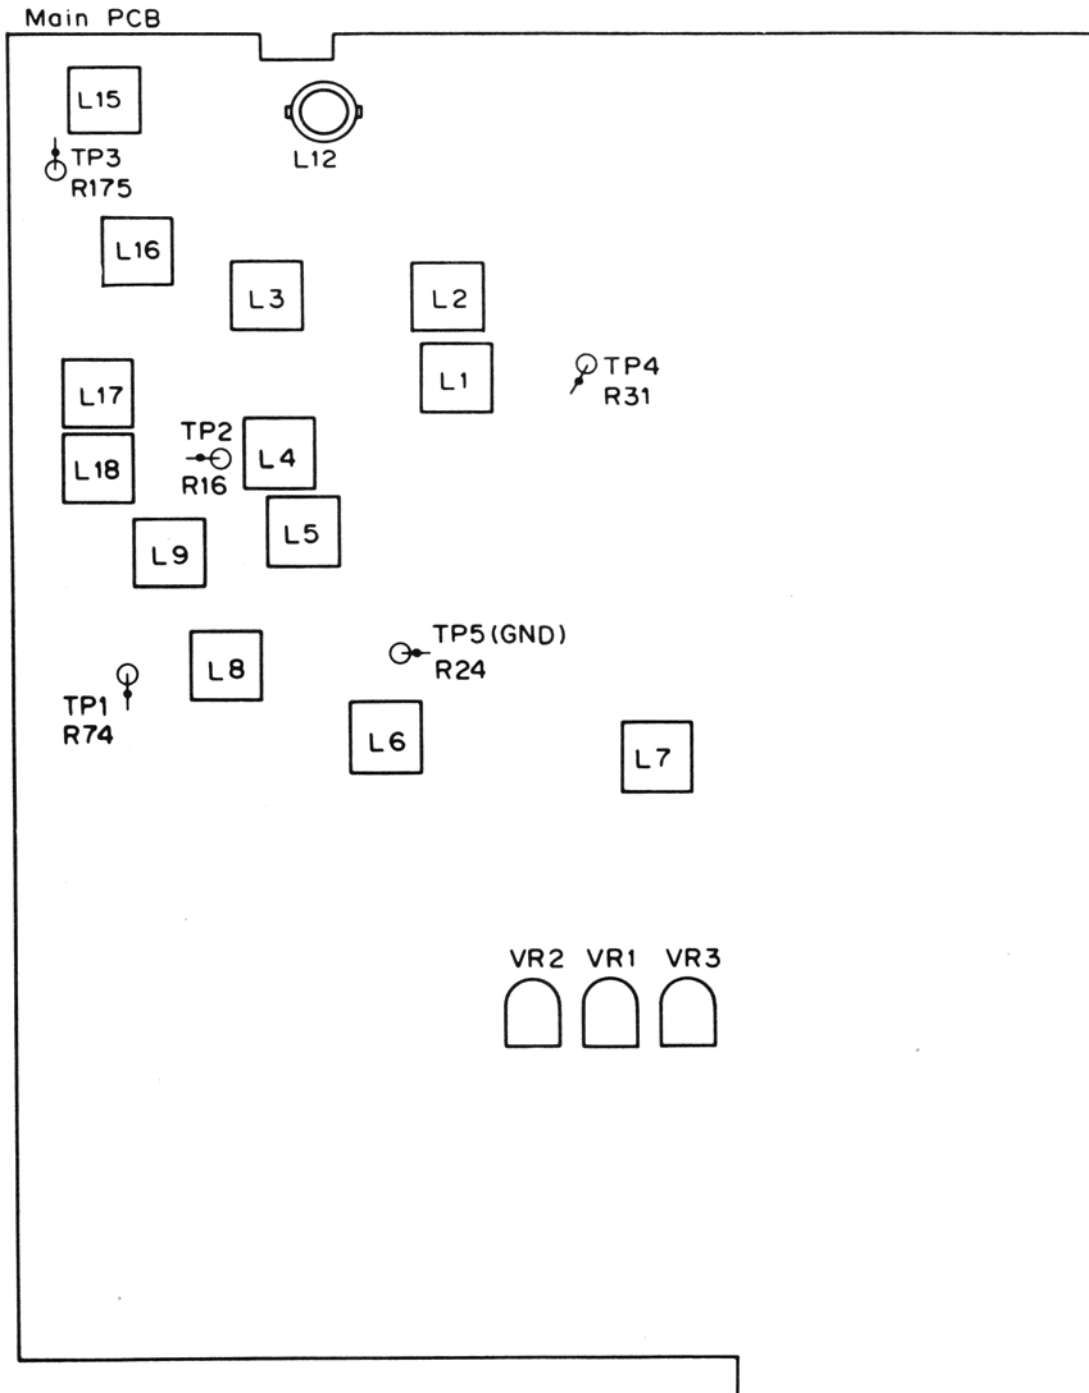 Main PCB
L15
L12
TP3
R175
L16
L3
L2
L1
TP4
R31
L17
TP2
L4
L18
R16
L5
L9
TP5(GND)
L8
R24
TP1
R74
L6
L7
VR2 VR1 VR3